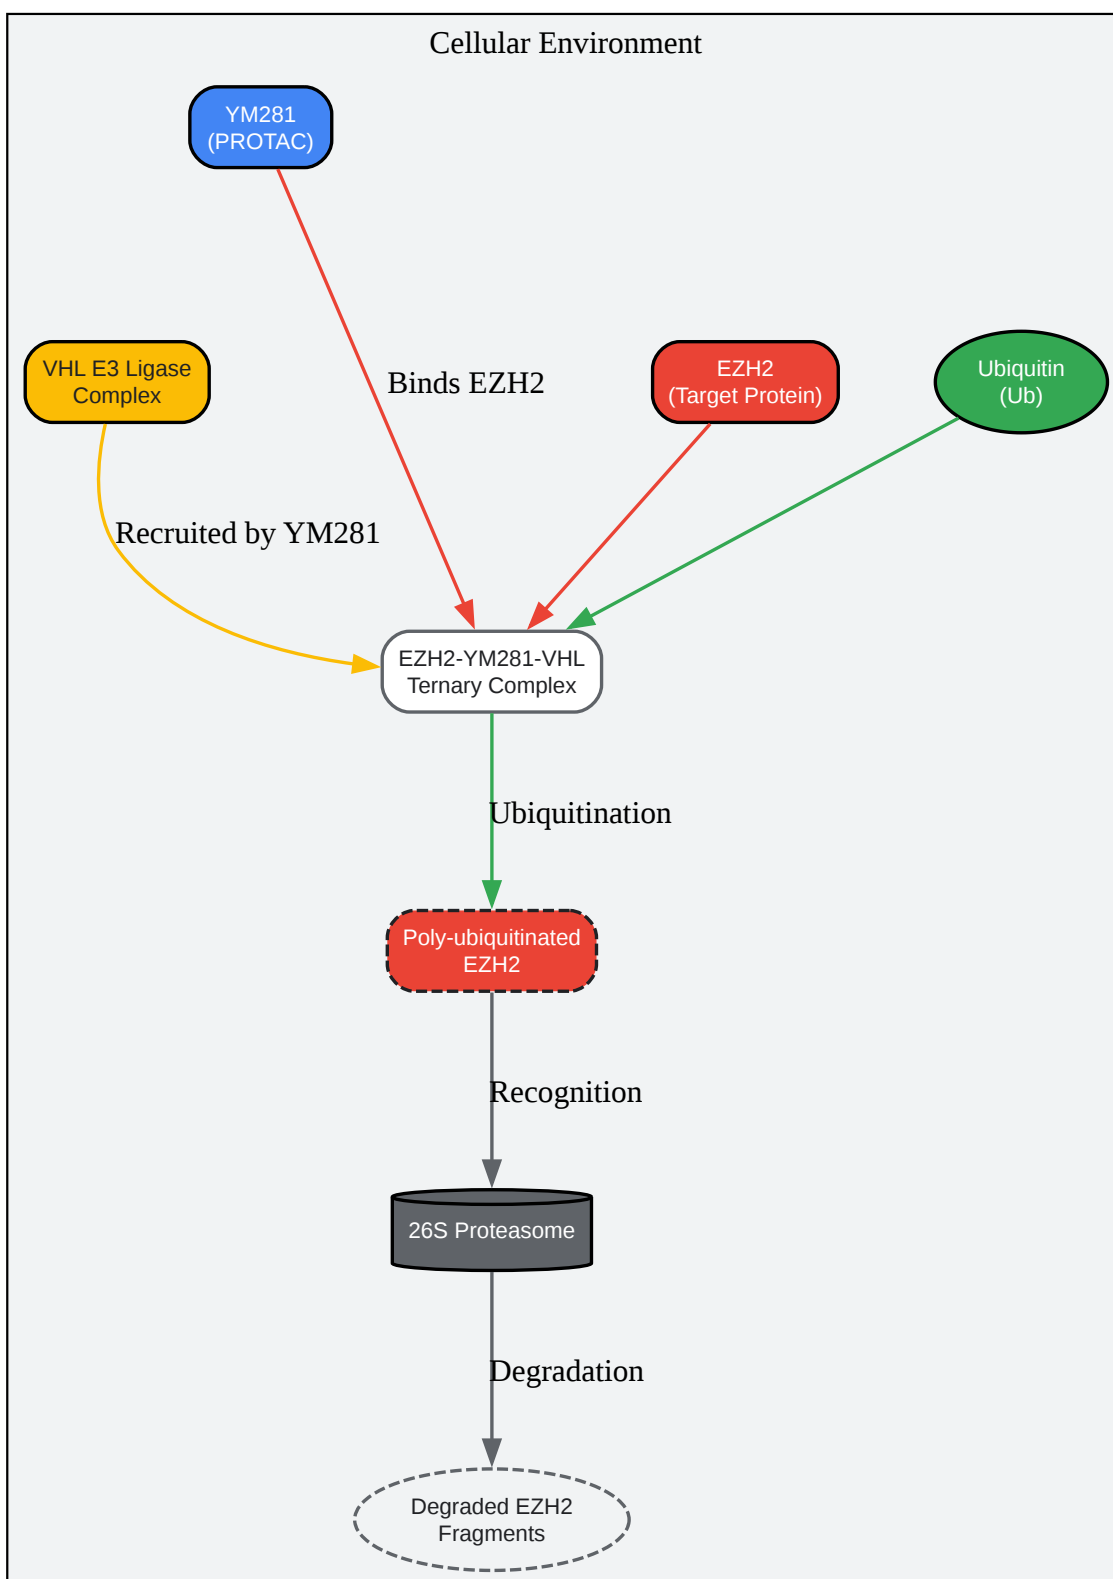 Cellular Environment
YM281
(PROTAC)
VHL E3 Ligase
Complex
Binds EZH2
EZH2
(Target Protein)
Ubiquitin
(Ub)
Recruited by YM281
EZH2-YM281-VHL
Ternary Complex
Ubiquitination
Poly-ubiquitinated
EZH2
Recognition
26S Proteasome
Degradation
Degraded EZH2
Fragments